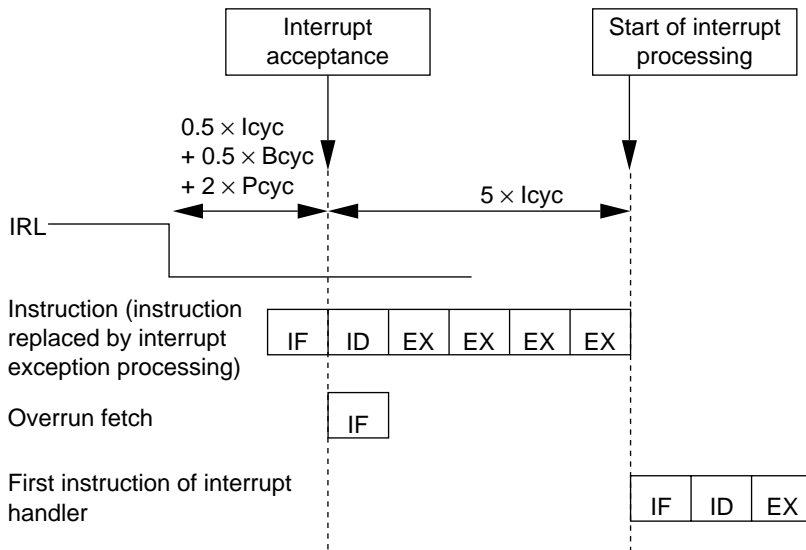 Interrupt
acceptance
Start of interrupt
processing
0.5 × Icyc
+ 0.5 × Bcyc
+ 2 × Pcyc
5 × Icyc
IRL
Instruction (instruction
replaced by interrupt
exception processing)
IF ID EX EX EX EX
Overrun fetch
IF
First instruction of interrupt
handler
IF ID EX